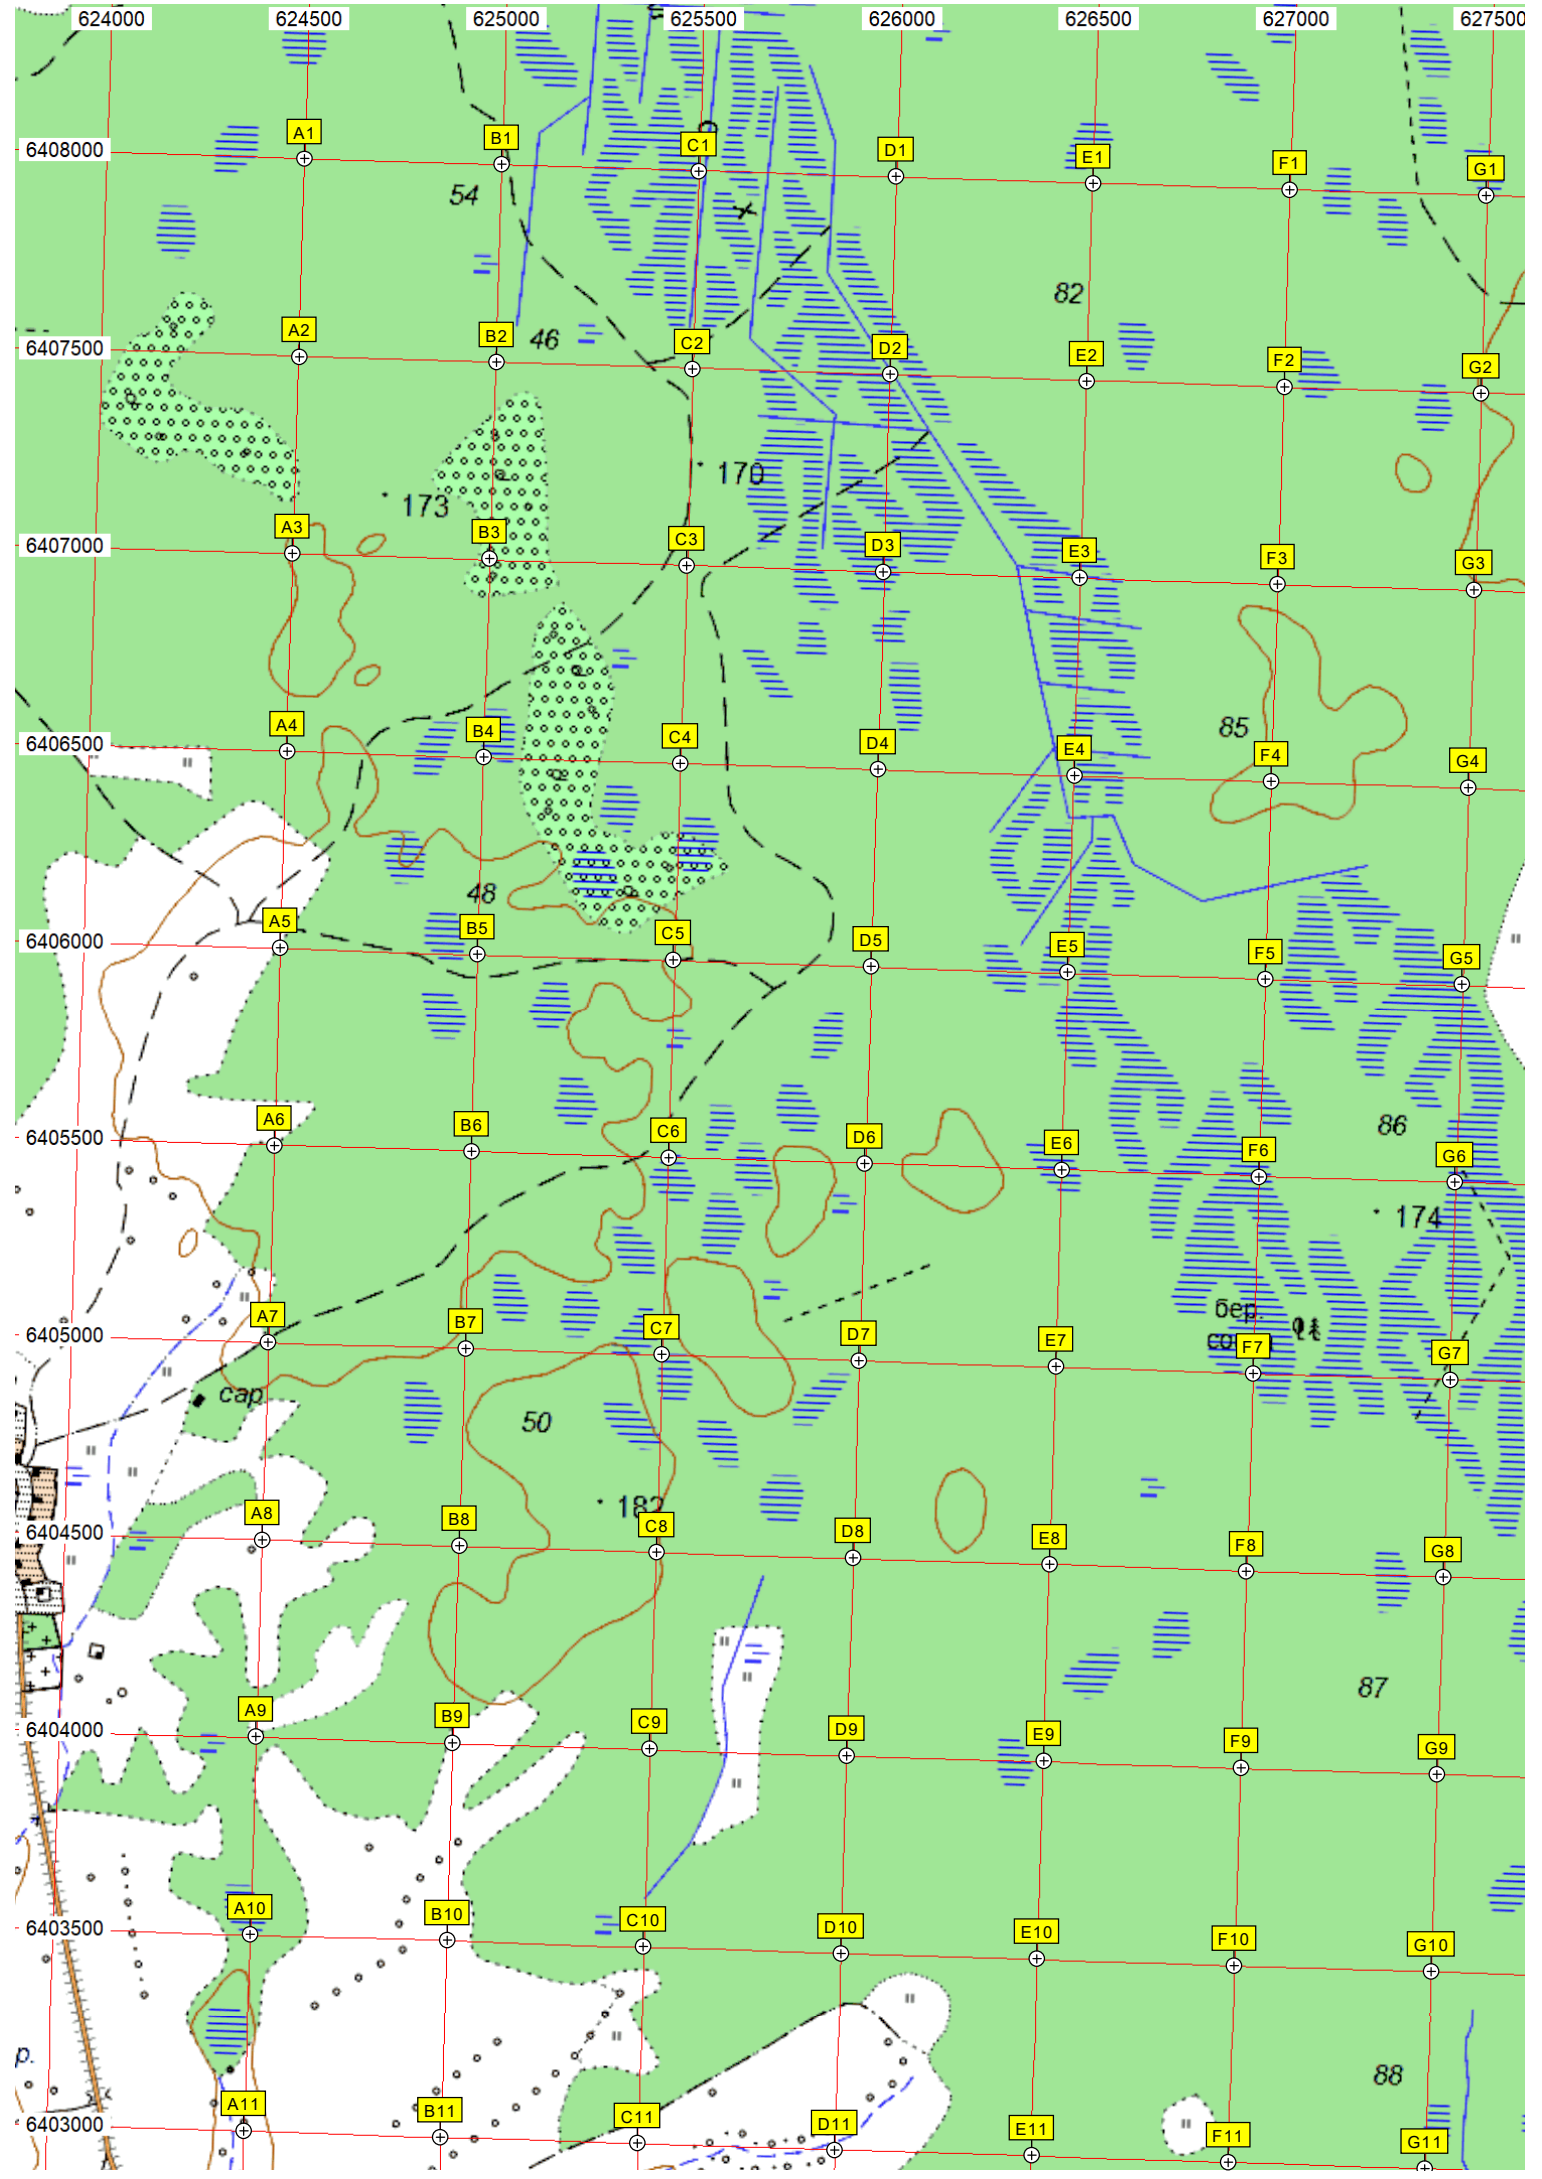 624000 624500 625000 625500 626000 626500 627000 627500
6408000 A1 B1 C1 D1 E1 F1 G1
54
82
6407500 A2 B2 46 C2 D2 E2 F2 G2
173 170
6407000 A3 B3 C3 D3 E3 F3 G3
85
6406500 A4 B4 C4 D4 E4 F4 G4
48
6406000 A5 B5 C5 D5 E5 F5 G5
86
6405500 A6 B6 C6 D6 E6 F6 G6
174
бер.
6405000 A7 B7 C7 D7 E7 F7 G7
сар.
50
182
6404500 A8 B8 C8 D8 E8 F8 G8
87
6404000 A9 B9 C9 D9 E9 F9 G9
6403500 A10 B10 C10 D10 E10 F10 G10
р.
88
6403000 A11 B11 C11 D11 E11 F11 G11